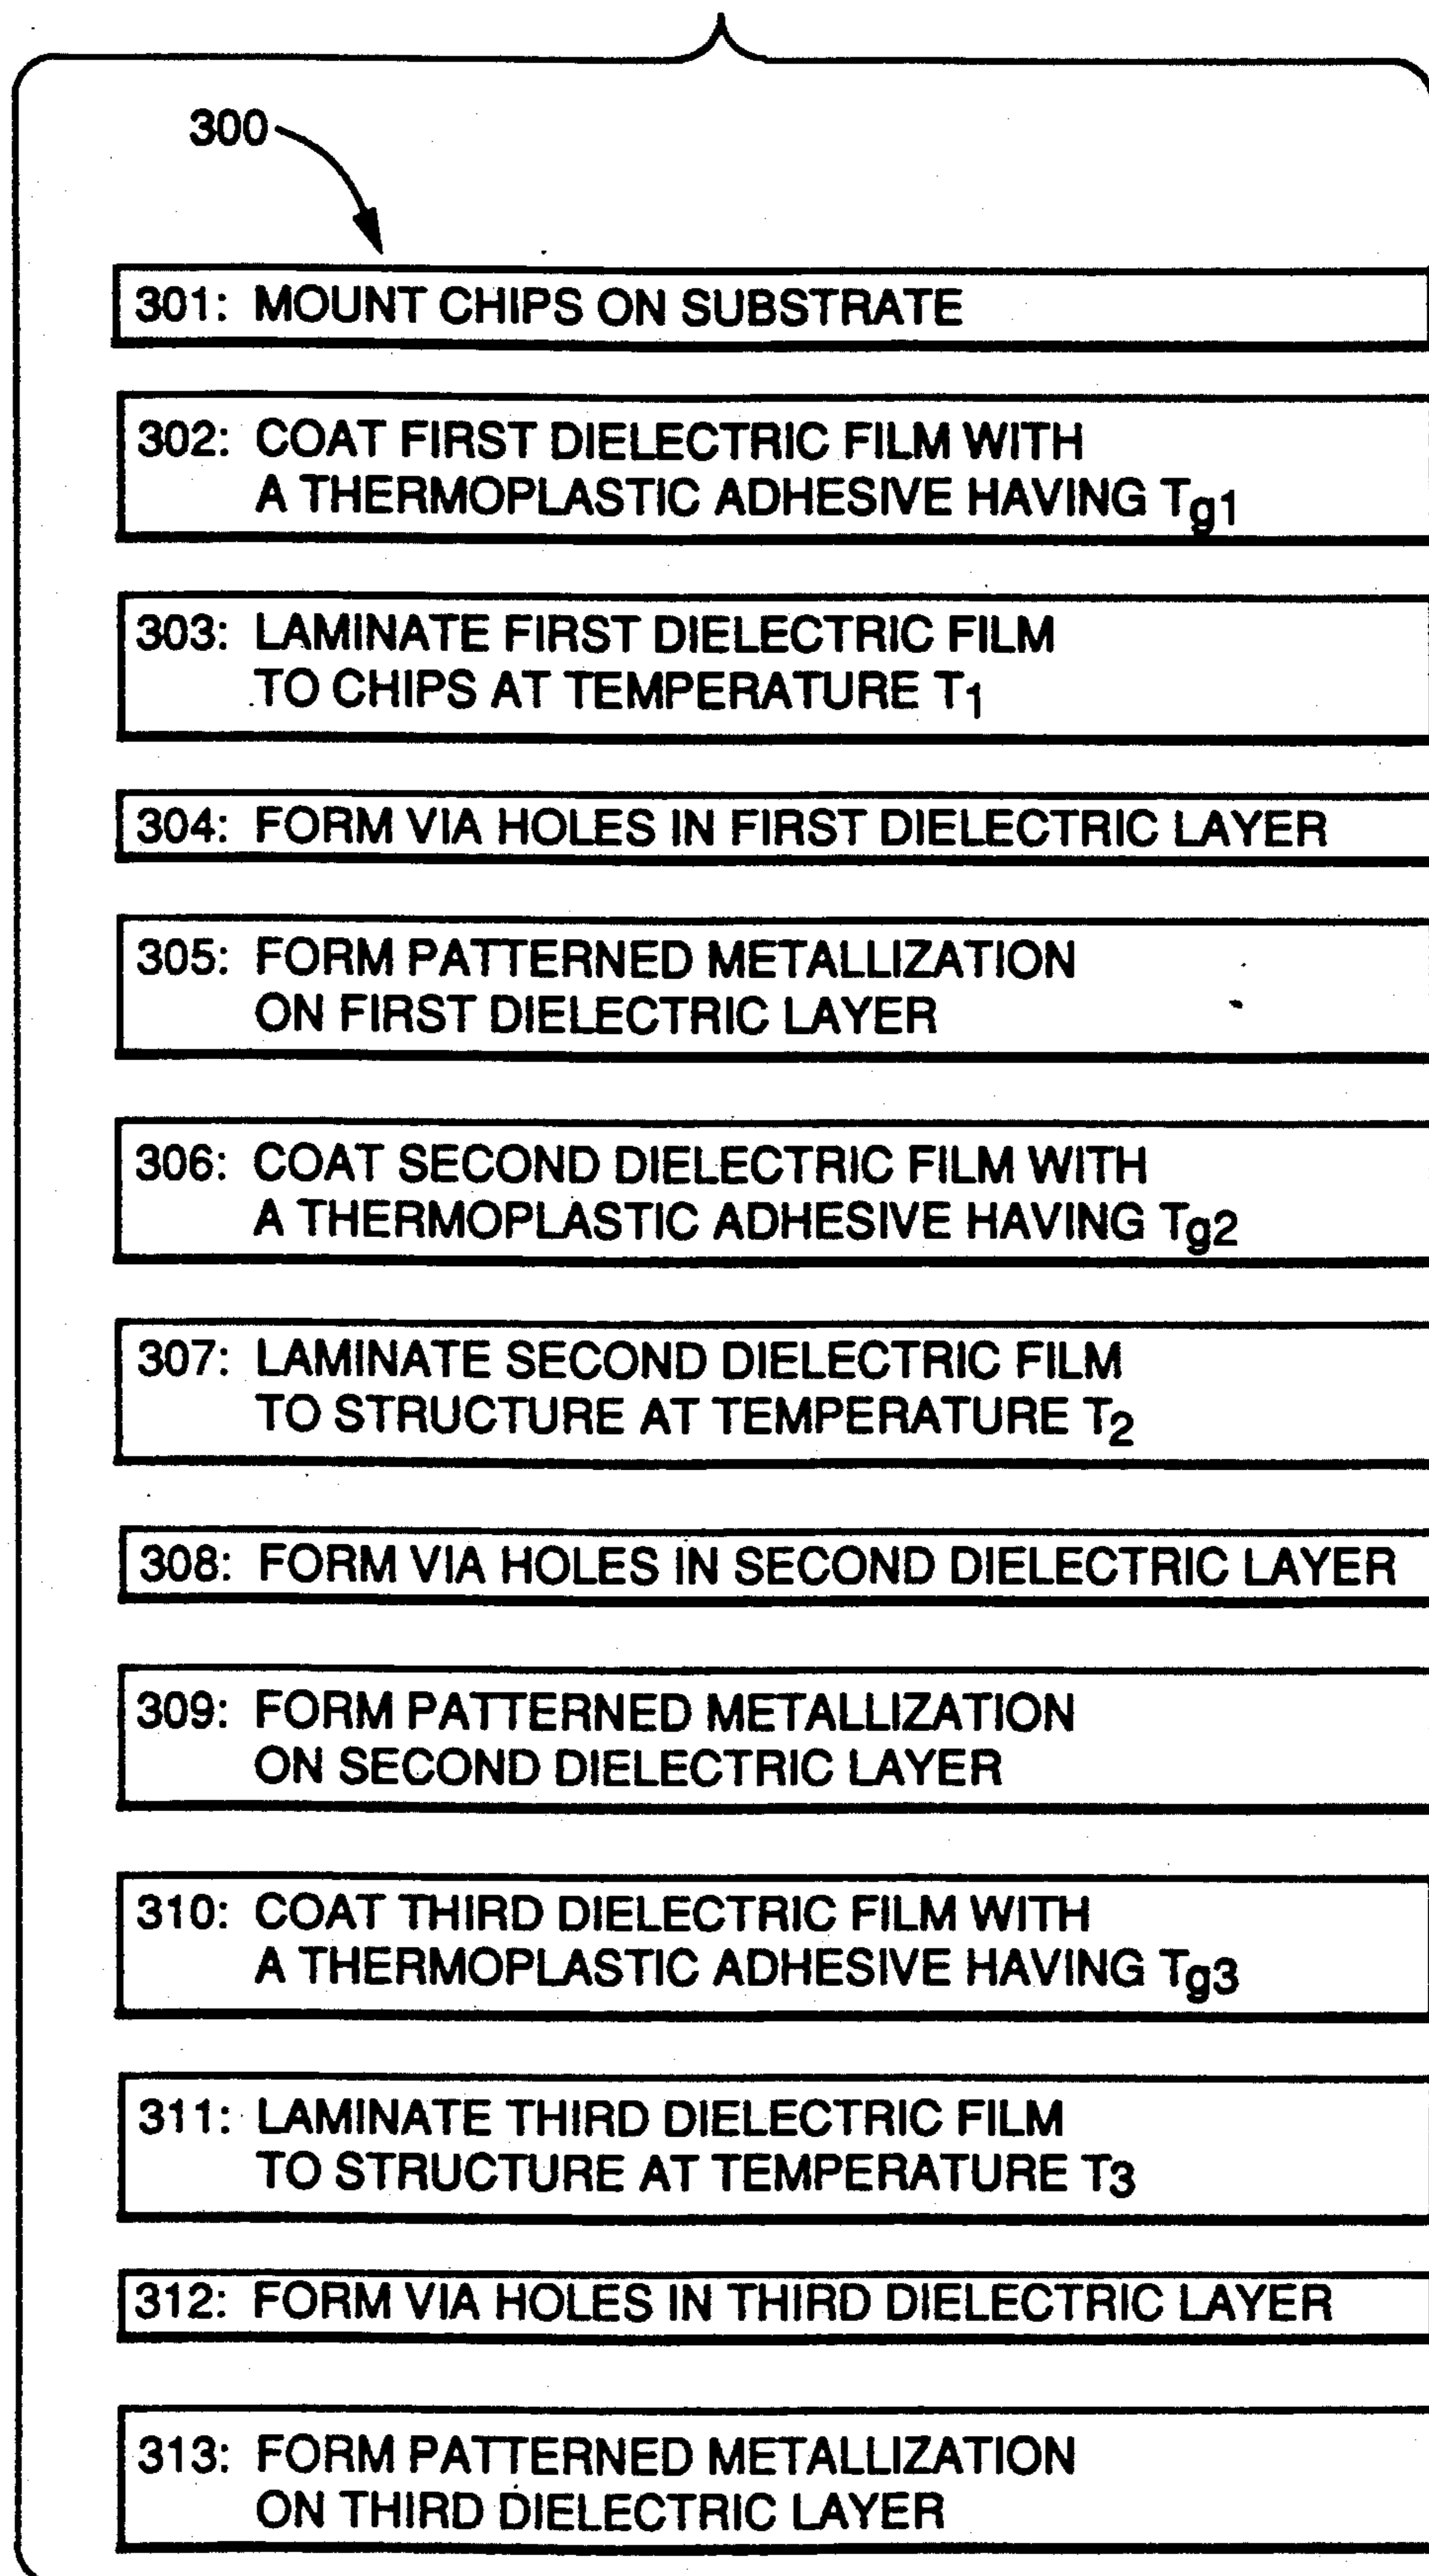 300
301: MOUNT CHIPS ON SUBSTRATE
302: COAT FIRST DIELECTRIC FILM WITH
A THERMOPLASTIC ADHESIVE HAVING Tg1
303: LAMINATE FIRST DIELECTRIC FILM
TO CHIPS AT TEMPERATURE T1
304: FORM VIA HOLES IN FIRST DIELECTRIC LAYER
305: FORM PATTERNED METALLIZATION
ON FIRST DIELECTRIC LAYER
306: COAT SECOND DIELECTRIC FILM WITH
A THERMOPLASTIC ADHESIVE HAVING Tg2
307: LAMINATE SECOND DIELECTRIC FILM
TO STRUCTURE AT TEMPERATURE T2
308: FORM VIA HOLES IN SECOND DIELECTRIC LAYER
309: FORM PATTERNED METALLIZATION
ON SECOND DIELECTRIC LAYER
310: COAT THIRD DIELECTRIC FILM WITH
A THERMOPLASTIC ADHESIVE HAVING Tg3
311: LAMINATE THIRD DIELECTRIC FILM
TO STRUCTURE AT TEMPERATURE T3
312: FORM VIA HOLES IN THIRD DIELECTRIC LAYER
313: FORM PATTERNED METALLIZATION
ON THIRD DIELECTRIC LAYER